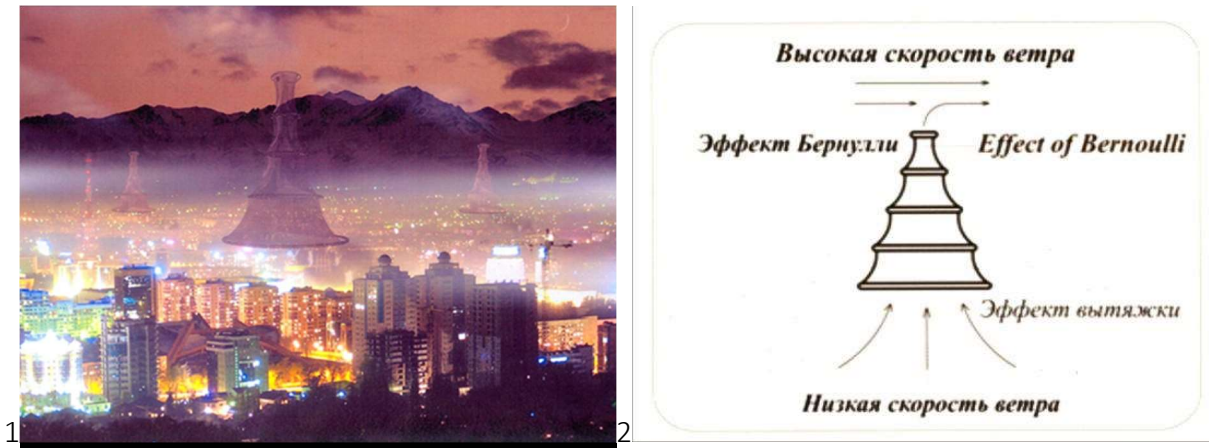 1
2
Высокая скорость ветра
Эффект Бернулли
Effect of Bernoulli
Эффект вытяжки
Низкая скорость ветра